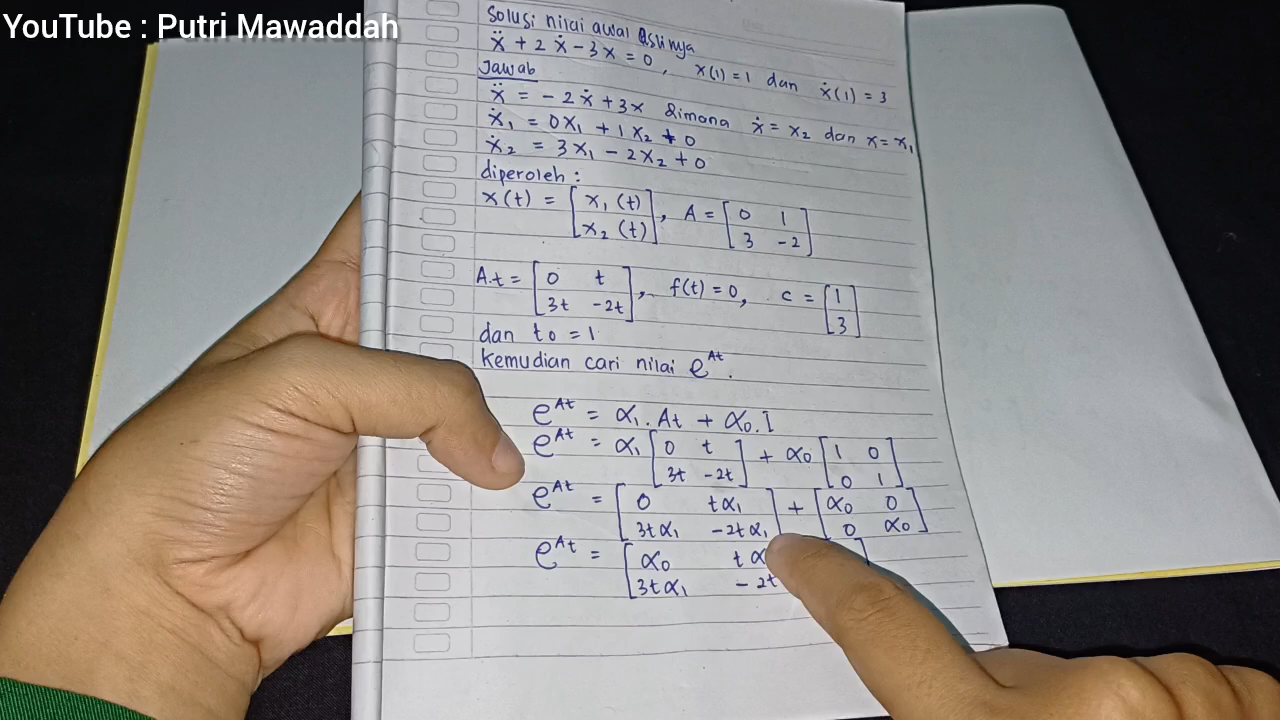 YouTube : Putri Mawaddah
Solusi nilai awal aslinya
ẍ + 2ẋ - 3x = 0, x(1) = 1 dan ẋ(1) = 3
Jawab
ẍ = -2ẋ + 3x dimana ẋ = x₂ dan x = x₁
ẋ₁ = 0x₁ + 1x₂ + 0
ẋ₂ = 3x₁ - 2x₂ + 0
diperoleh :
x(t) = [x₁(t) x₂(t)], A = [0 1 3 -2]
A.t = [0 t 3t -2t], f(t) = 0, c = [1 3]
dan t₀ = 1
Kemudian cari nilai e^At.
e^At = α₁.At + α₀.I
e^At = α₁ [0 t 3t -2t] + α₀ [1 0 0 1]
e^At = [0 tα₁ 3tα₁ -2tα₁] + [α₀ 0 0 α₀]
e^At = [α₀ tα 3tα₁ -2t